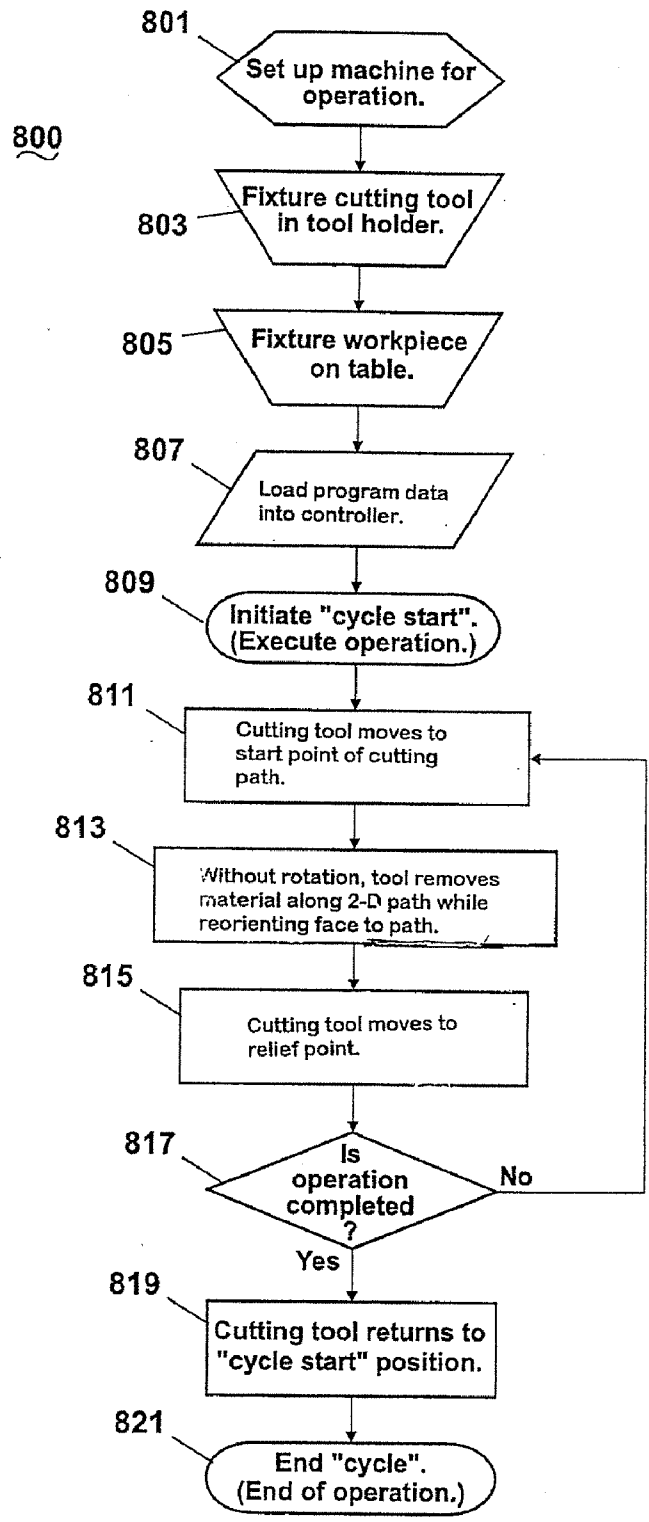 801
Set up machine for
operation.
800
Fixture cutting tool
in tool holder.
803
805
Fixture workpiece
on table.
807
Load program data
into controller.
809
Initiate "cycle start".
(Execute operation.)
811
Cutting tool moves to
start point of cutting
path.
813
Without rotation, tool removes
material along 2-D path while
reorienting face to path.
815
Cutting tool moves to
relief point.
817
Is
operation
completed
?
No
Yes
819
Cutting tool returns to
"cycle start" position.
821
End "cycle".
(End of operation.)